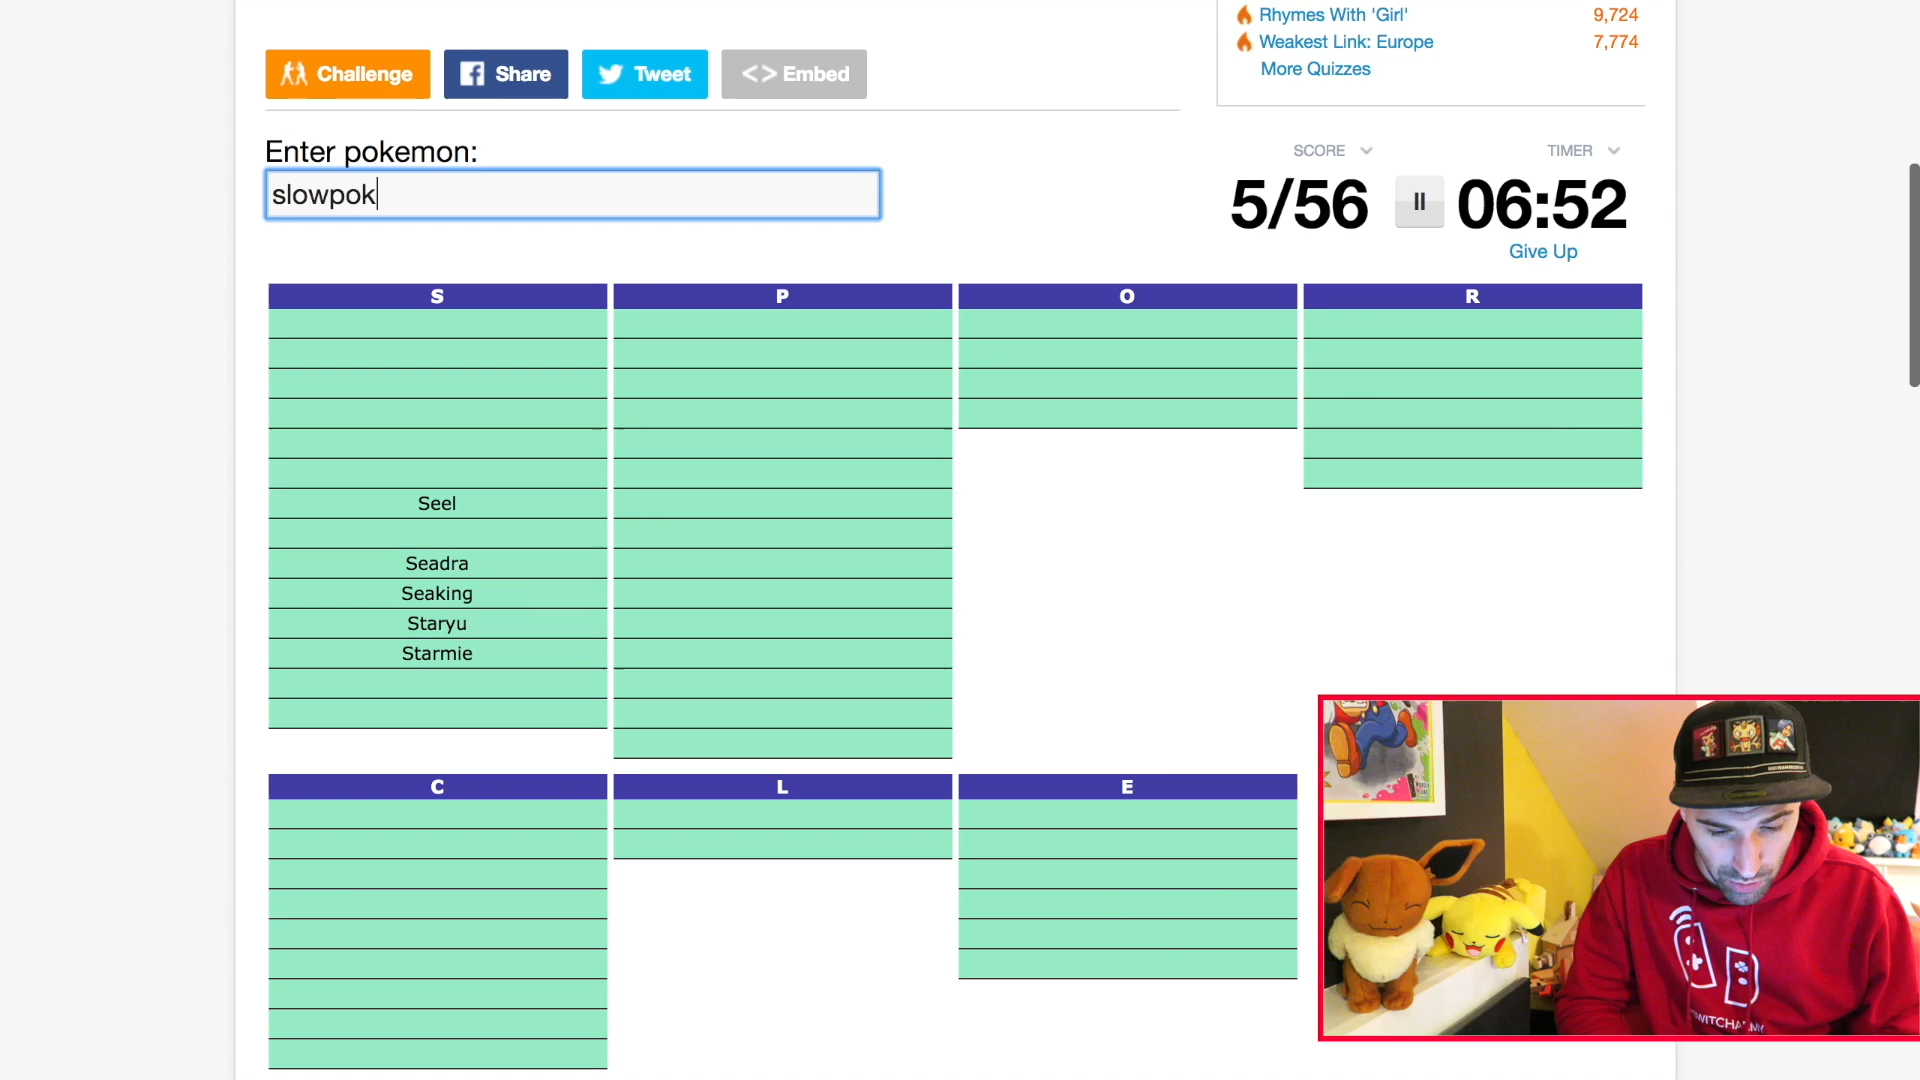 Rhymes With 'Girl' 9,724
Weakest Link: Europe 7,774
More Quizzes
Challenge Share Tweet Embed
Enter pokemon:
slowpok
SCORE TIMER
5/56 06:52
Give Up
S P O R
Seel
Seadra
Seaking
Staryu
Starmie
C L E